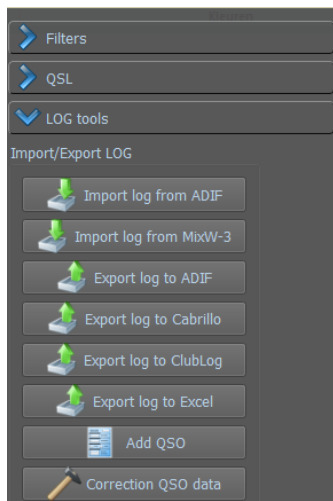 Filters
QSL
LOG tools
Import/Export LOG
Import log from ADIF
Import log from MixW-3
Export log to ADIF
Export log to Cabrillo
Export log to ClubLog
Export log to Excel
Add QSO
Correction QSO data